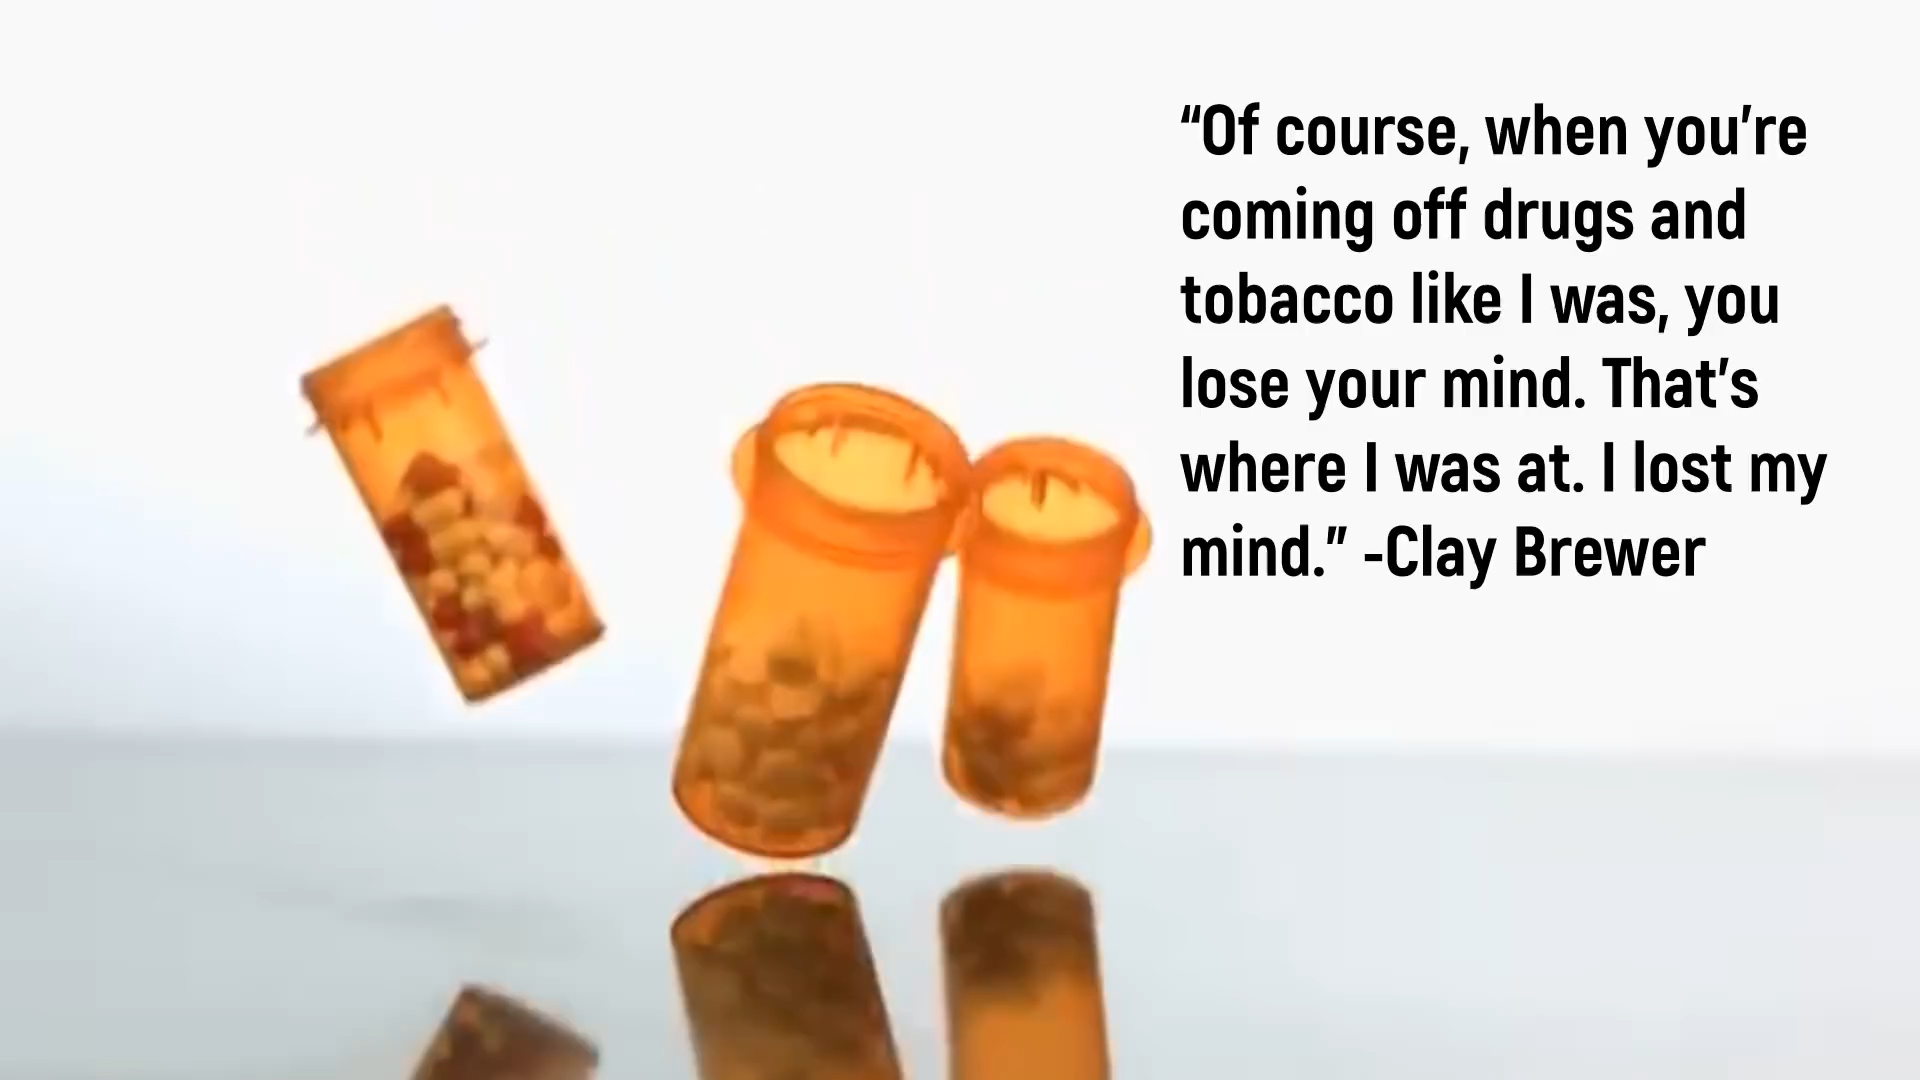 “Of course, when you’re
coming off drugs and
tobacco like I was, you
lose your mind. That’s
where I was at. I lost my
mind.” -Clay Brewer